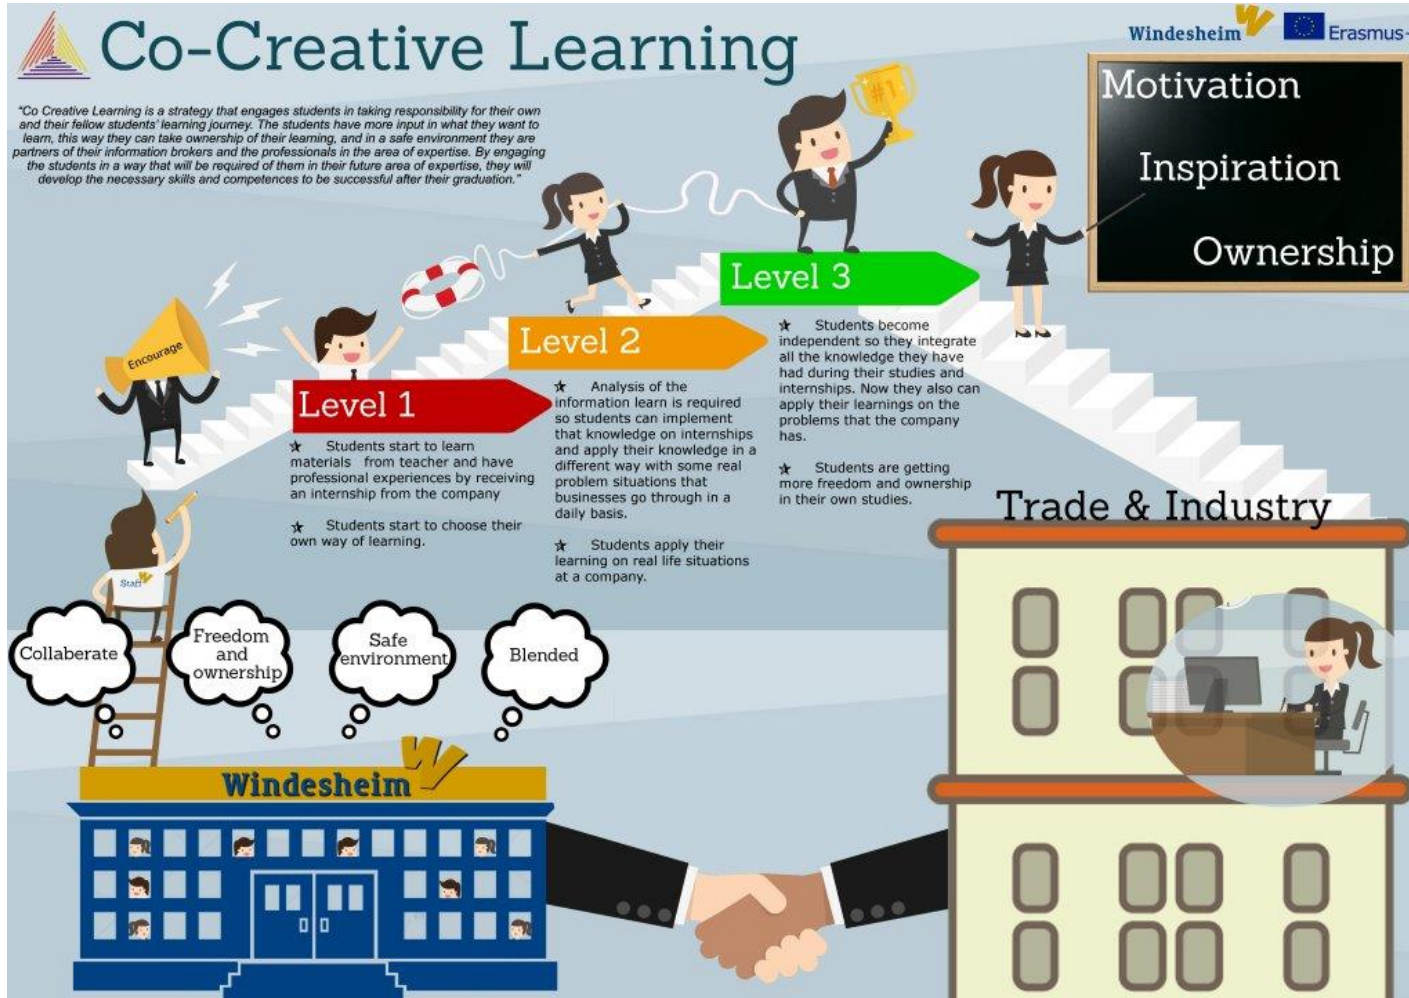 Co-Creative Learning
Windesheim
Erasmus+
"Co Creative Learning is a strategy that engages students in taking responsibility for their own
and their fellow students' learning journey. The students have more input in what they want to
learn, this way they can take ownership of their learning, and in a safe environment they are
partners of their information brokers and the professionals in the area of expertise. By engaging
the students in a way that will be required of them in their future area of expertise, they will
develop the necessary skills and competences to be successful after their graduation."
Motivation
Inspiration
Ownership
#1
Encourage
Level 1
☆ Students start to learn
materials from teacher and have
professional experiences by receiving
an internship from the company
☆ Students start to choose their
own way of learning.
Level 2
☆ Analysis of the
information learn is required
so students can implement
that knowledge on internships
and apply their knowledge in a
different way with some real
problem situations that
businesses go through in a
daily basis.
☆ Students apply their
learning on real life situations
at a company.
Level 3
☆ Students become
independent so they integrate
all the knowledge they have
had during their studies and
internships. Now they also can
apply their learnings on the
problems that the company
has.
☆ Students are getting
more freedom and ownership
in their own studies.
Trade & Industry
Staff
Collaberate
Freedom
and
ownership
Safe
environment
Blended
Windesheim